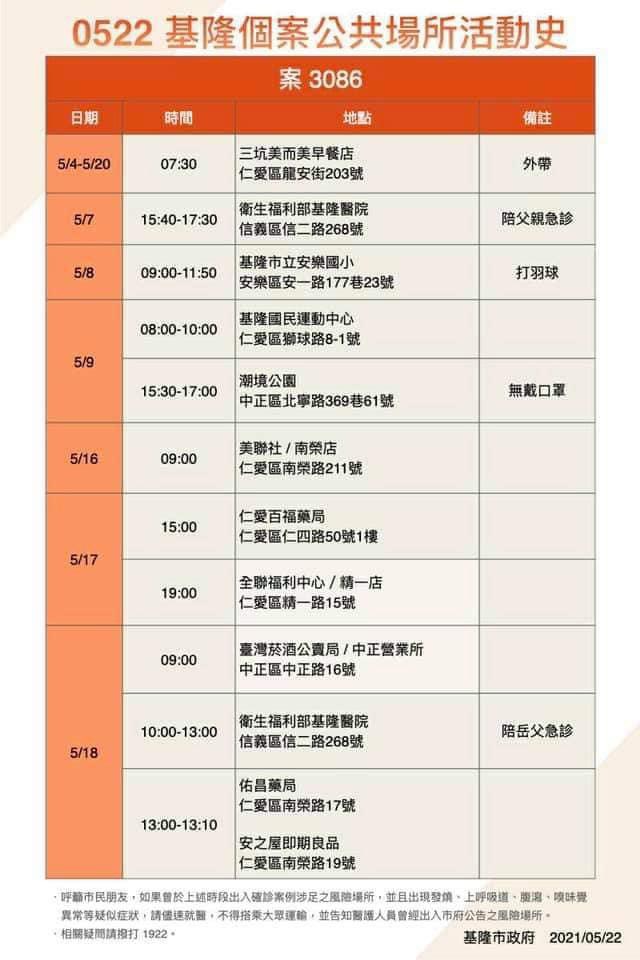 0522 基隆個案公共場所活動史
案 3086
日期 時間 地點 備註
5/4-5/20 07:30 三坑美而美早餐店
仁愛區龍安街203號 外帶
5/7 15:40-17:30 衛生福利部基隆醫院
信義區信二路268號 陪父親急診
5/8 09:00-11:50 基隆市立安樂國小
安樂區安一路177巷23號 打羽球
5/9 08:00-10:00 基隆國民運動中心
仁愛區獅球路8-1號
15:30-17:00 潮境公園
中正區北寧路369巷61號 無戴口罩
5/16 09:00 美聯社 / 南榮店
仁愛區南榮路211號
5/17 15:00 仁愛百福藥局
仁愛區仁四路50號1樓
19:00 全聯福利中心 / 精一店
仁愛區精一路15號
5/18 09:00 臺灣菸酒公賣局 / 中正營業所
中正區中正路16號
10:00-13:00 衛生福利部基隆醫院
信義區信二路268號 陪岳父急診
13:00-13:10 佑昌藥局
仁愛區南榮路17號
安之屋即期良品
仁愛區南榮路19號
· 呼籲市民朋友，如果曾於上述時段出入確診案例涉足之風險場所，並且出現發燒、上呼吸道、腹瀉、嗅味覺
異常等疑似症狀，請儘速就醫，不得搭乘大眾運輸，並告知醫護人員曾經出入市府公告之風險場所。
· 相關疑問請撥打 1922。
基隆市政府 2021/05/22